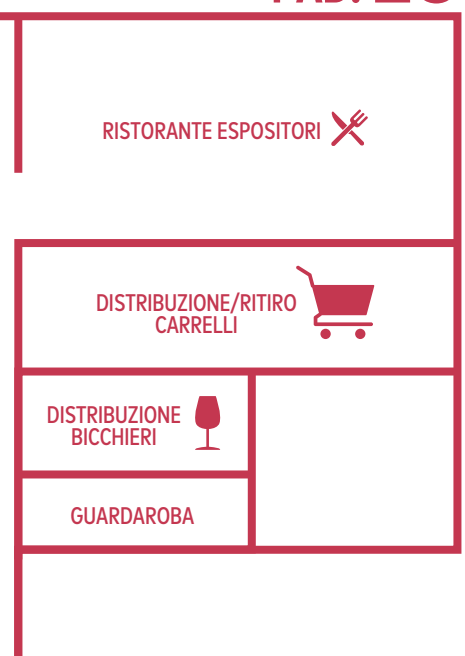 RISTORANTE ESPOSITORI
DISTRIBUZIONE/RITIRO
CARRELLI
DISTRIBUZIONE
BICCHIERI
GUARDAROBA